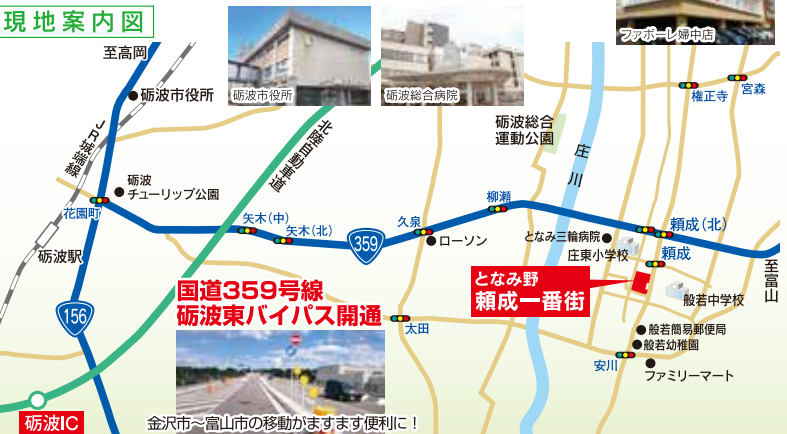 現地案内図
ファボーレ婦中店
至高岡
砺波市役所
砺波市役所
砺波総合病院
宮森
権正寺
JR城端線
北陸自動車道
砺波総合
運動公園
庄川
砺波
チューリップ公園
花園町
矢木(中)
矢木(北)
359
久泉
ローソン
柳瀬
となみ三輪病院
頼成(北)
庄東小学校
頼成
至富山
砺波駅
となみ野
頼成一番街
般若中学校
国道359号線
砺波東バイパス開通
156
太田
般若簡易郵便局
般若幼稚園
安川
ファミリーマート
砺波IC
金沢市～富山市の移動がますます便利に！